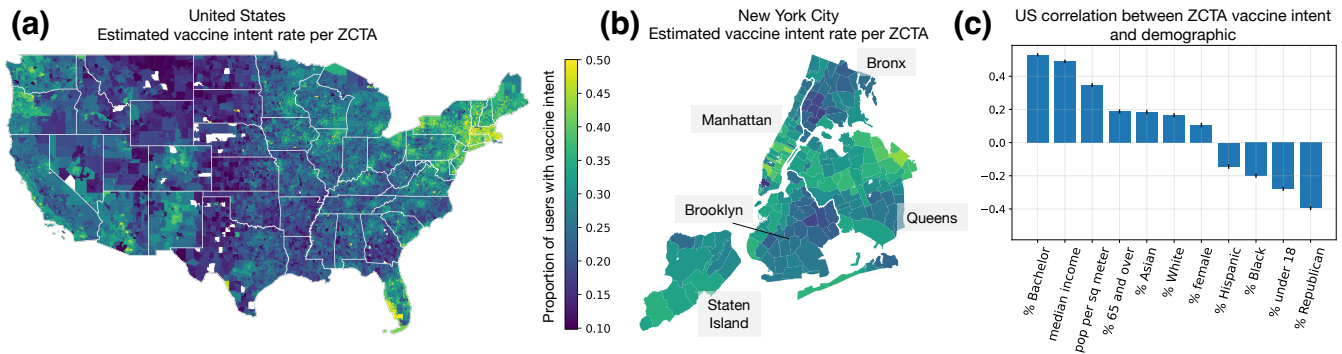 (a)
United States
Estimated vaccine intent rate per ZCTA
Proportion of users with vaccine intent
0.50
0.45
0.40
0.35
0.30
0.25
0.20
0.15
0.10
(b)
New York City
Estimated vaccine intent rate per ZCTA
Bronx
Manhattan
Brooklyn
Queens
Staten
Island
(c)
US correlation between ZCTA vaccine intent
and demographic
0.4
0.2
0.0
−0.2
−0.4
% Bachelor
median income
pop per sq meter
% 65 and over
% Asian
% White
% female
% Hispanic
% Black
% under 18
% Republican